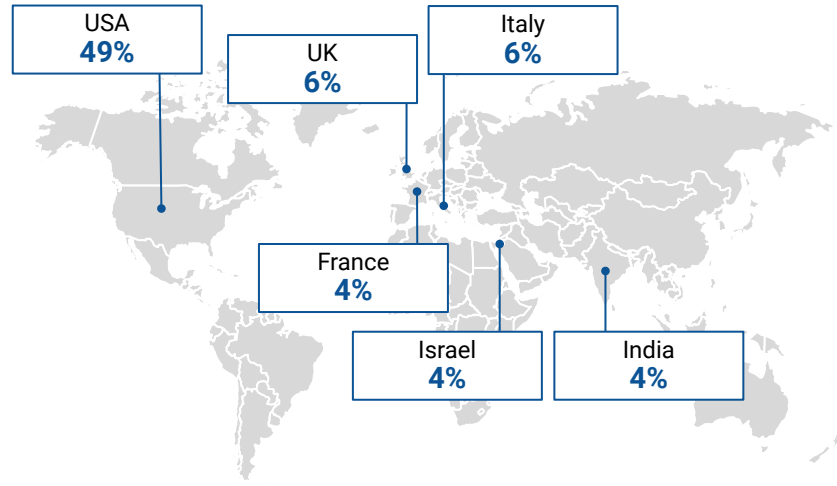 USA
49%
UK
6%
Italy
6%
France
4%
Israel
4%
India
4%